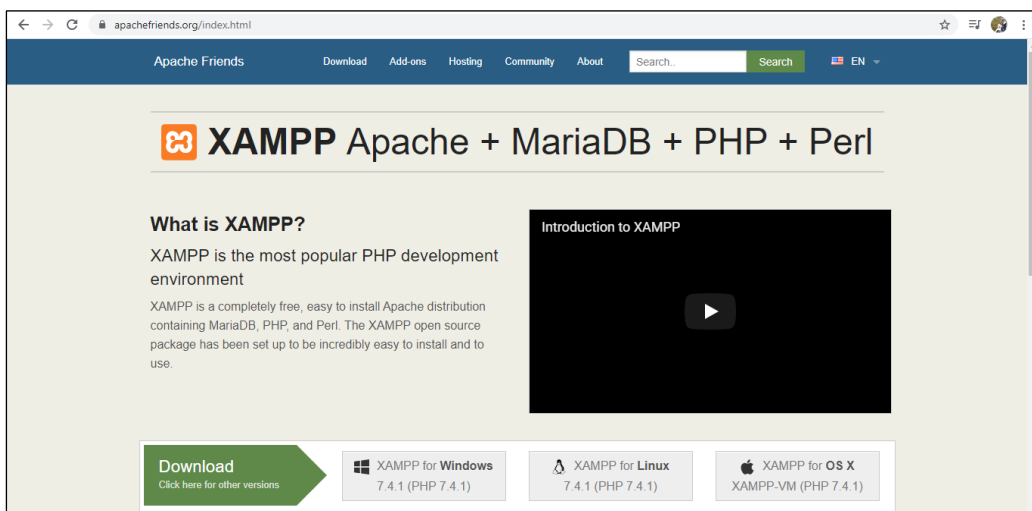 apachefriends.org/index.html
Apache Friends
Download
Add-ons
Hosting
Community
About
Search..
Search
EN
XAMPP Apache + MariaDB + PHP + Perl
What is XAMPP?
XAMPP is the most popular PHP development
environment
XAMPP is a completely free, easy to install Apache distribution
containing MariaDB, PHP, and Perl. The XAMPP open source
package has been set up to be incredibly easy to install and to
use.
Introduction to XAMPP
Download
Click here for other versions
XAMPP for Windows
7.4.1 (PHP 7.4.1)
XAMPP for Linux
7.4.1 (PHP 7.4.1)
XAMPP for OS X
XAMPP-VM (PHP 7.4.1)